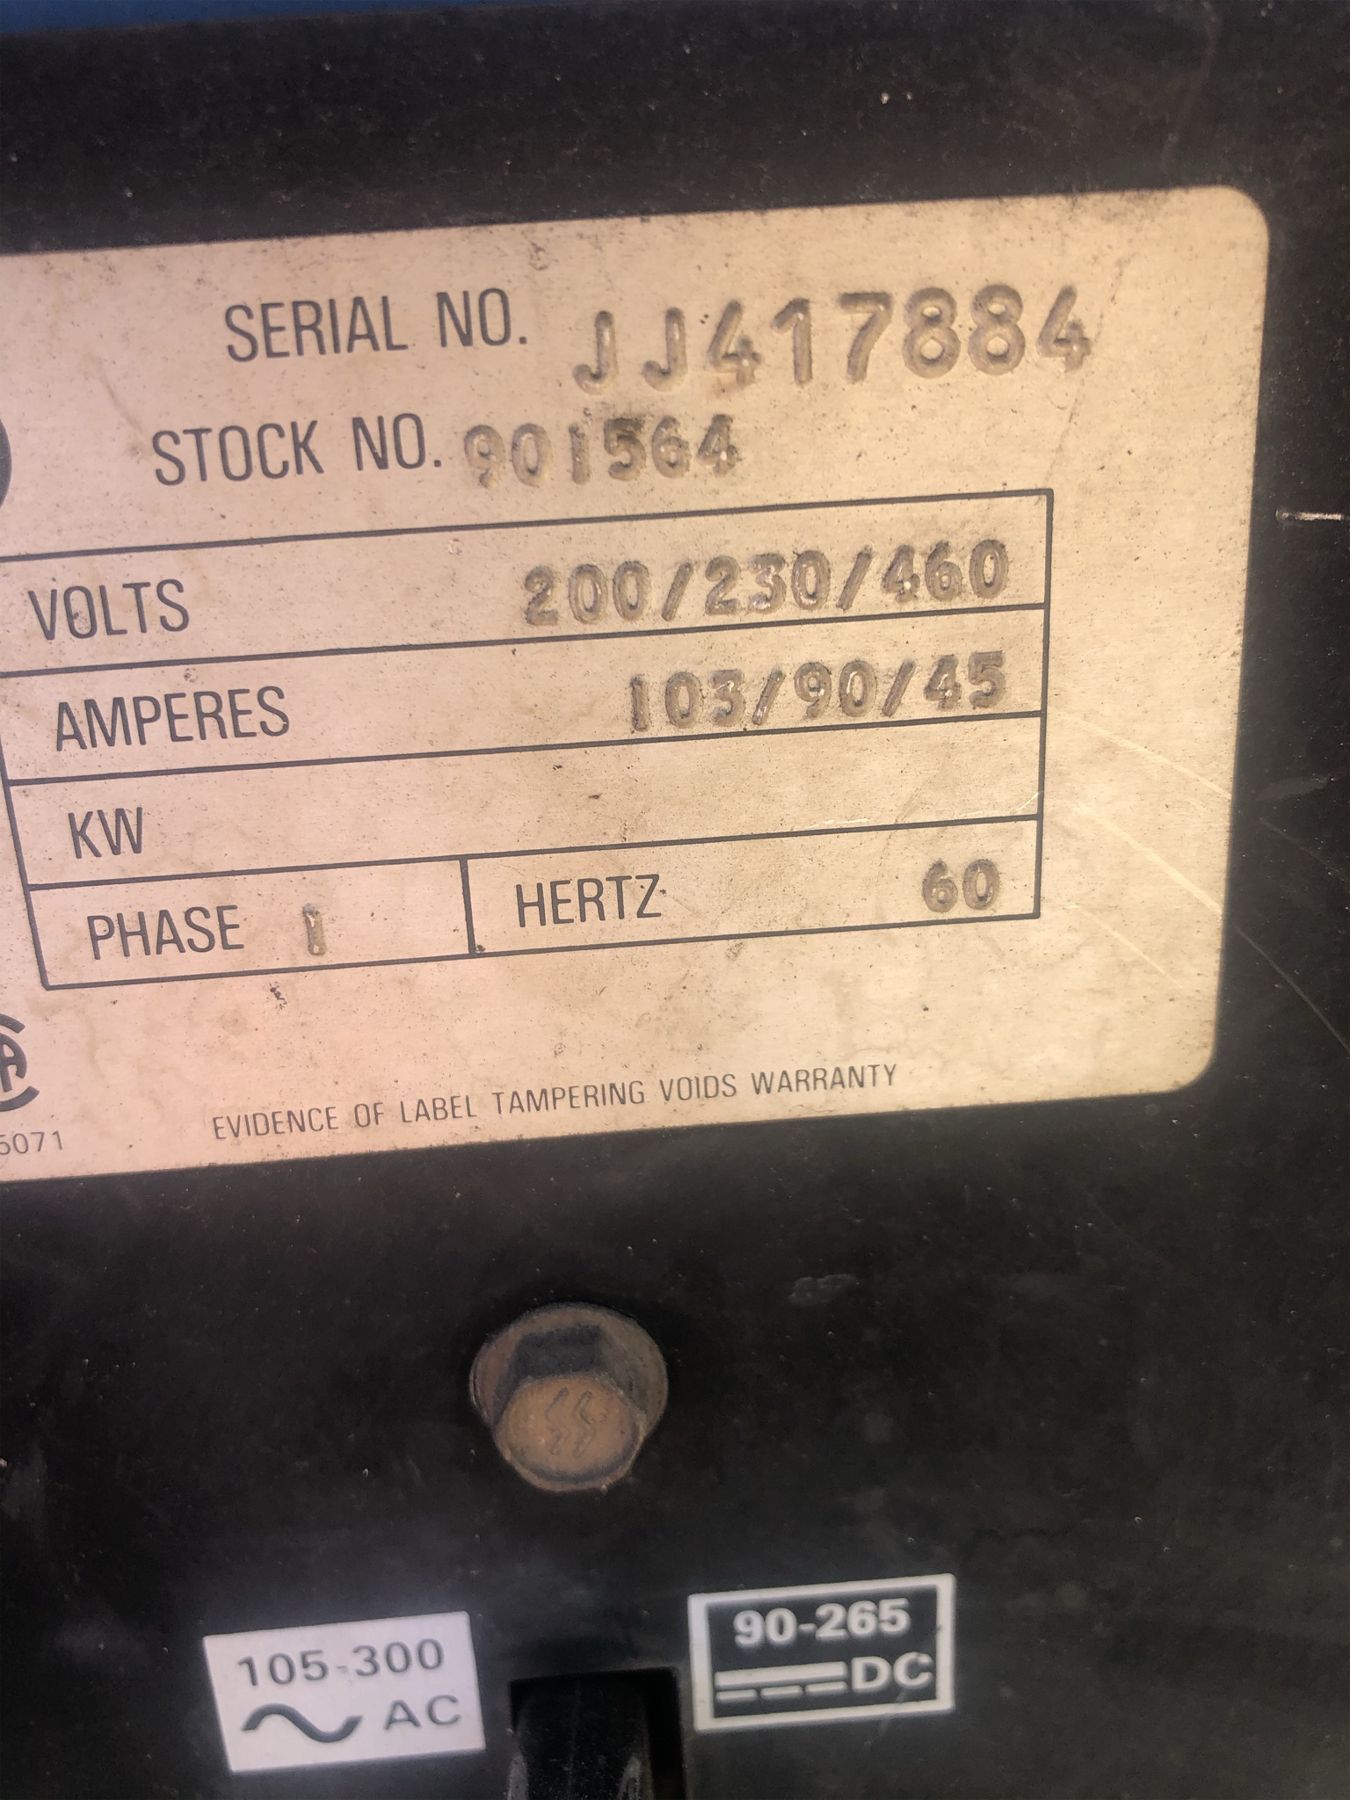 SERIAL NO. JJ417884
STOCK NO. 901564
VOLTS 200/230/460
AMPERES 103/90/45
KW
PHASE 1 HERTZ 60
EVIDENCE OF LABEL TAMPERING VOIDS WARRANTY
5071
105-300
AC
90-265
DC